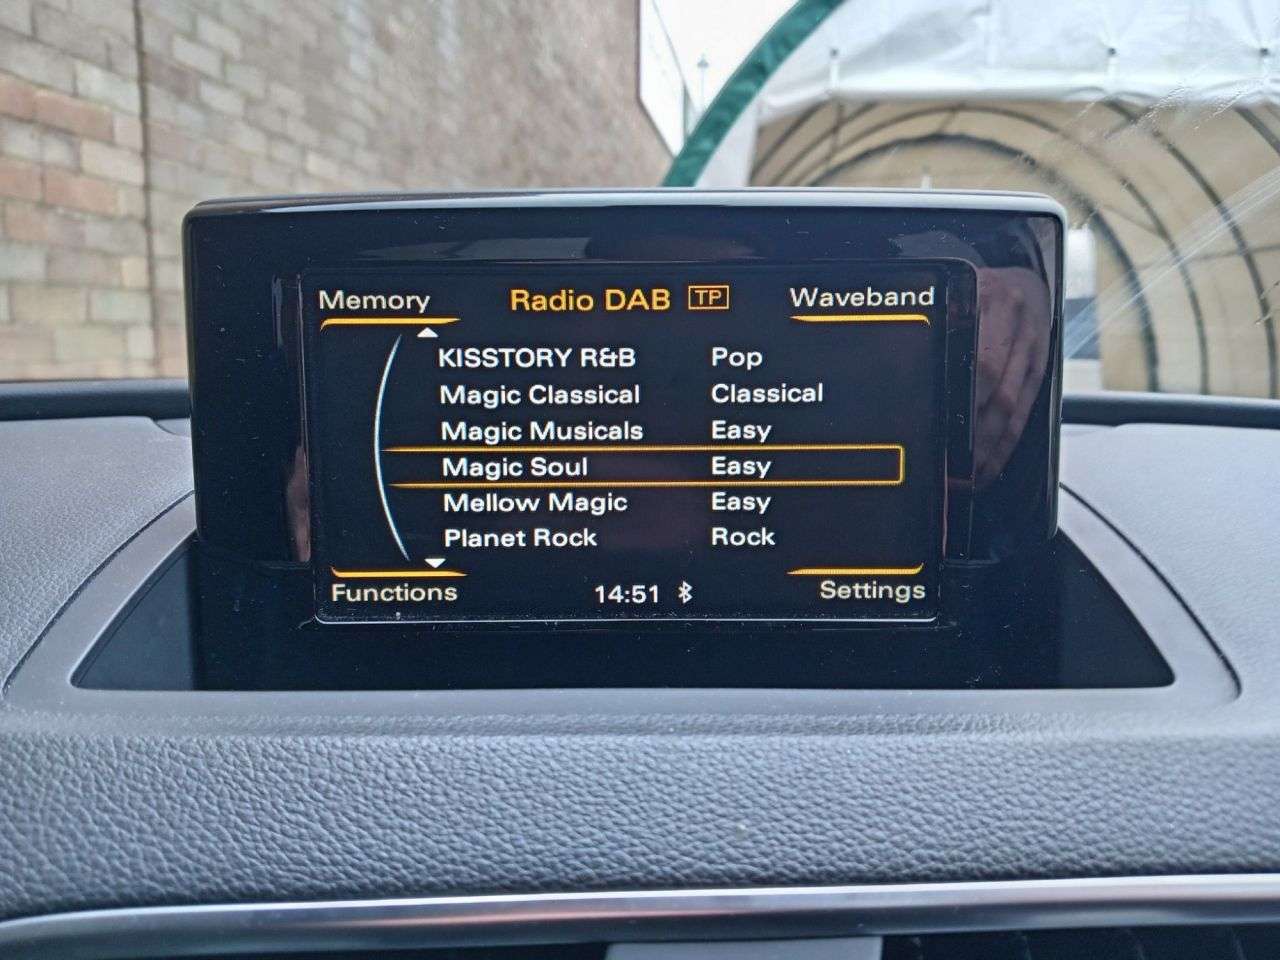 Memory Radio DAB TP Waveband
KISSTORY R&B Pop
Magic Classical Classical
Magic Musicals Easy
Magic Soul Easy
Mellow Magic Easy
Planet Rock Rock
Functions 14:51 Settings